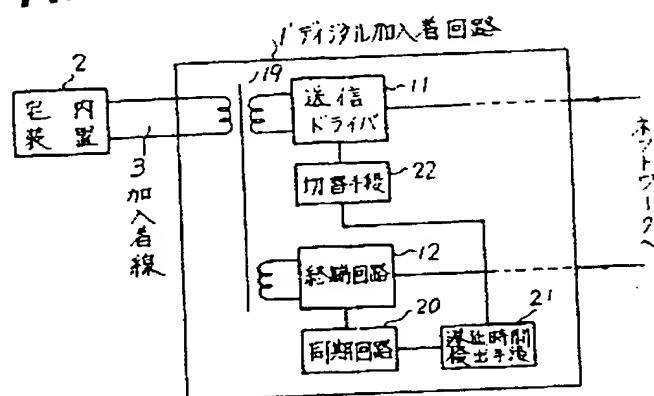 1'ディジタル加入者回路
2
宅内
装置
3
加入者線
19
送信
ドライバ
11
切替手段
22
終端回路
12
同期回路
20
遅延時間
検出手段
21
ネットワークへ